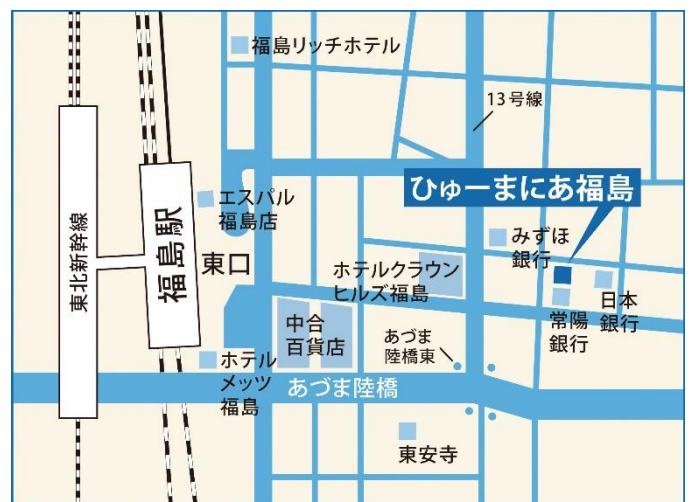 福島リッチホテル
13号線
ひゅーまにあ福島
エスパル
福島店
みずほ
銀行
東北新幹線
福島駅
東口
ホテルクラウン
ヒルズ福島
日本
銀行
常陽
銀行
中合
百貨店
あづま
陸橋東
ホテル
メッツ
福島
あづま陸橋
東安寺